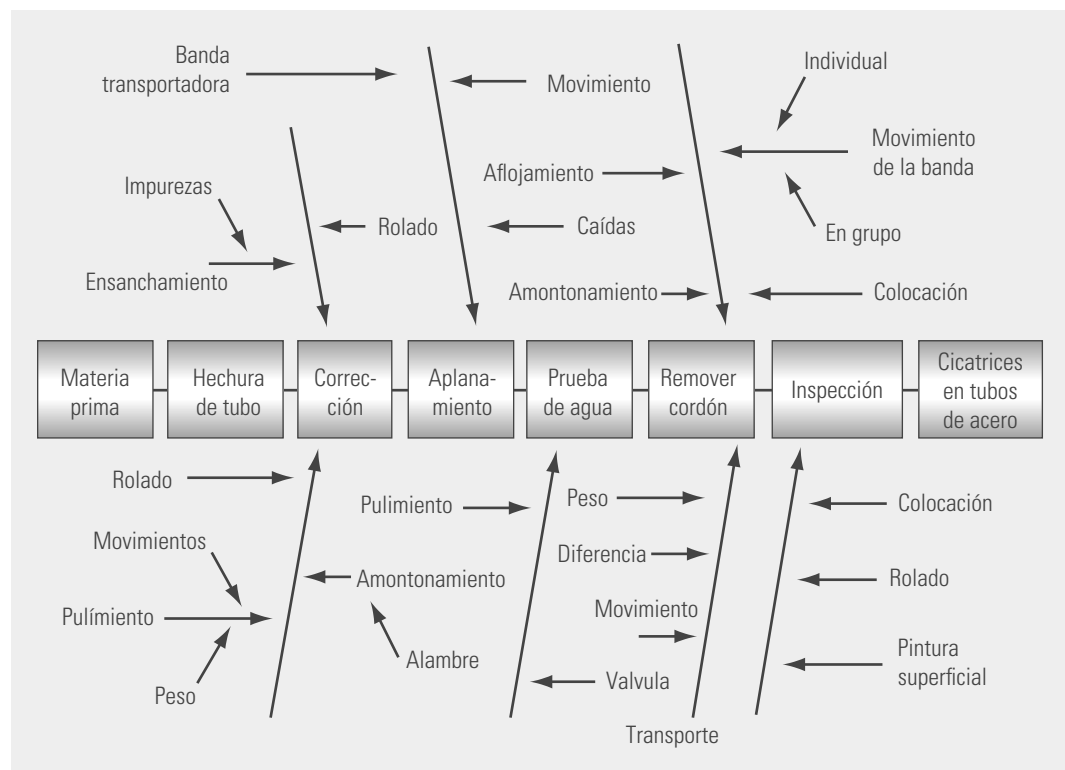 Banda
transportadora
Movimiento
Individual
Movimiento
de la banda
En grupo
Aflojamiento
Impurezas
Rolado
Caídas
Ensanchamiento
Amontonamiento
Colocación
Materia
prima
Hechura
de tubo
Correc-
ción
Aplana-
miento
Prueba
de agua
Remover
cordón
Inspección
Cicatrices
en tubos
de acero
Rolado
Pulimiento
Peso
Colocación
Movimientos
Diferencia
Amontonamiento
Rolado
Pulímiento
Movimiento
Alambre
Peso
Valvula
Pintura
superficial
Transporte